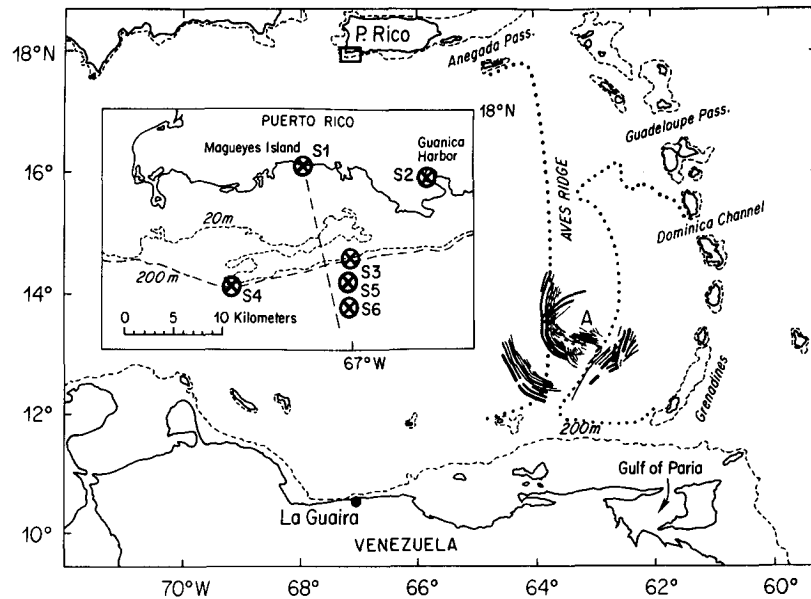 18°N
16°
14°
12°
10°
P. Rico
Anegada Pass.
Guadeloupe Pass.
AVES RIDGE
Dominica Channel
A
Grenadines
200m
Gulf of Paria
La Guaira
VENEZUELA
70°W
68°
66°
64°
62°
60°
PUERTO RICO
18°N
Magueyes Island
S1
Guanica
Harbor
S2
20m
200m
S3
S4
S5
S6
0 5 10 Kilometers
67°W